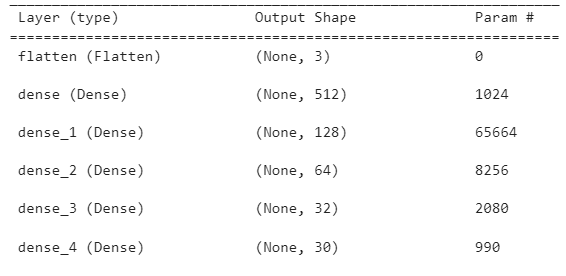 Layer (type) Output Shape Param #
flatten (Flatten) (None, 3) 0
dense (Dense) (None, 512) 1024
dense_1 (Dense) (None, 128) 65664
dense_2 (Dense) (None, 64) 8256
dense_3 (Dense) (None, 32) 2080
dense_4 (Dense) (None, 30) 990